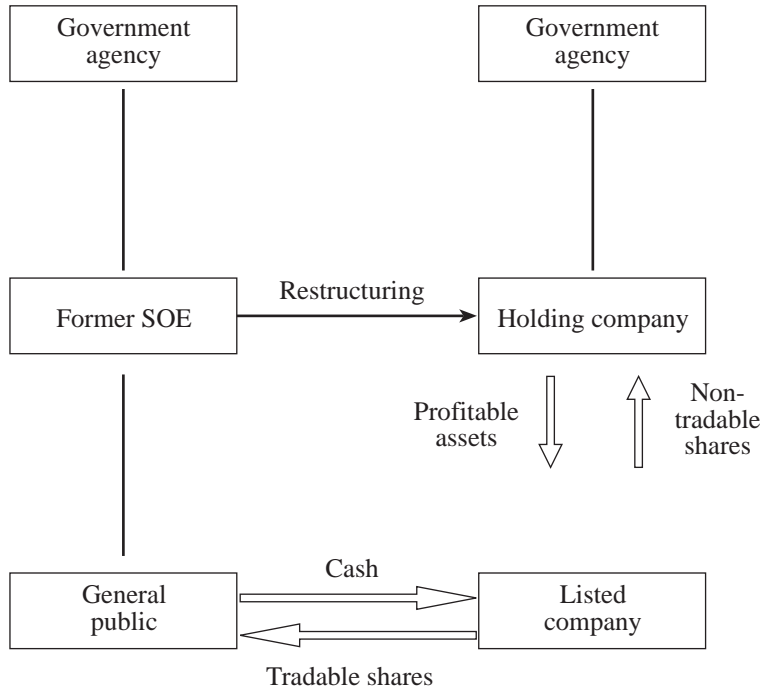 Government
agency
Government
agency
Former SOE
Restructuring
Holding company
Profitable
assets
Non-
tradable
shares
General
public
Cash
Listed
company
Tradable shares